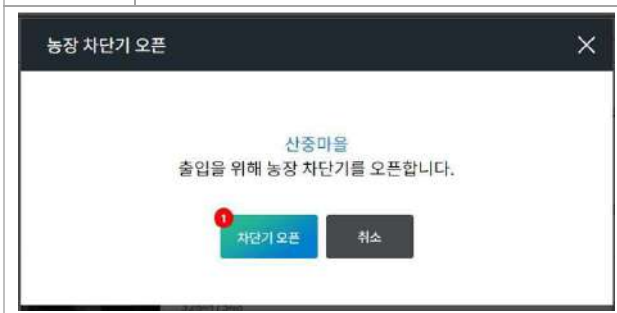 농장 차단기 오픈
산중마을
출입을 위해 농장 차단기를 오픈합니다.
1
차단기 오픈
취소